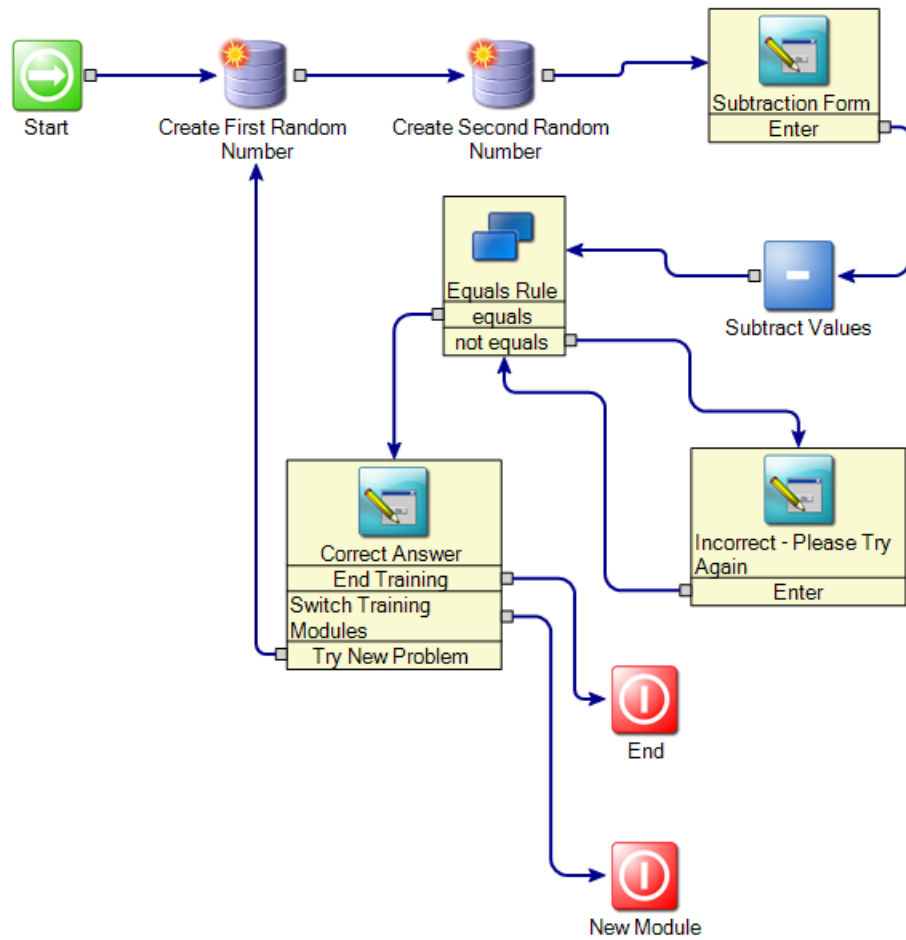 Start
Create First Random
Number
Create Second Random
Number
Subtraction Form
Enter
Equals Rule
equals
not equals
Subtract Values
Correct Answer
End Training
Switch Training
Modules
Try New Problem
Incorrect - Please Try
Again
Enter
End
New Module